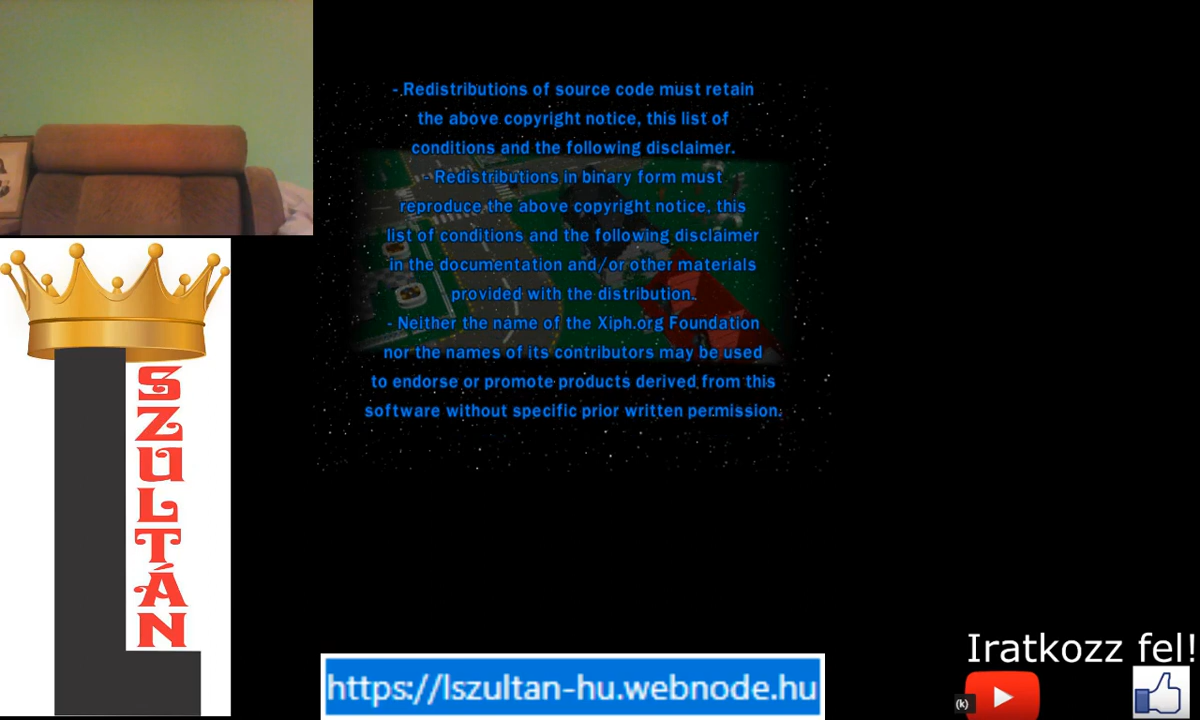 - Redistributions of source code must retain
the above copyright notice, this list of
conditions and the following disclaimer.
- Redistributions in binary form must
reproduce the above copyright notice, this
list of conditions and the following disclaimer
in the documentation and/or other materials
provided with the distribution.
- Neither the name of the Xiph.org Foundation
nor the names of its contributors may be used
to endorse or promote products derived from this
software without specific prior written permission.
L
SZULTÁN
https://lszultan-hu.webnode.hu
Iratkozz fel!
(k)